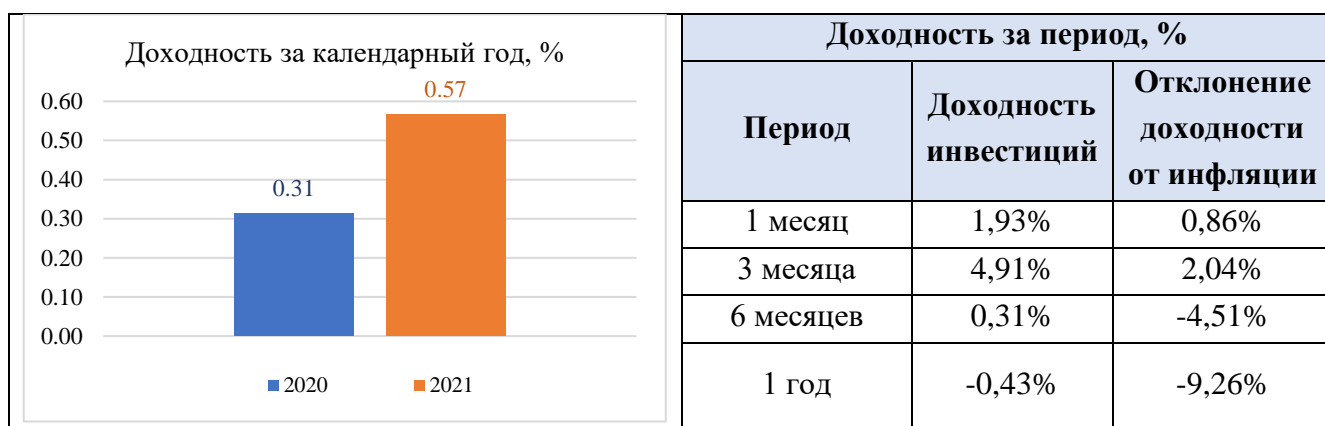 Доходность за календарный год, %
0.60
0.50
0.40
0.30
0.20
0.10
0.00
0.31
0.57
2020
2021
Доходность за период, %
Период
Доходность
инвестиций
Отклонение
доходности
от инфляции
1 месяц 1,93% 0,86%
3 месяца 4,91% 2,04%
6 месяцев 0,31% -4,51%
1 год -0,43% -9,26%